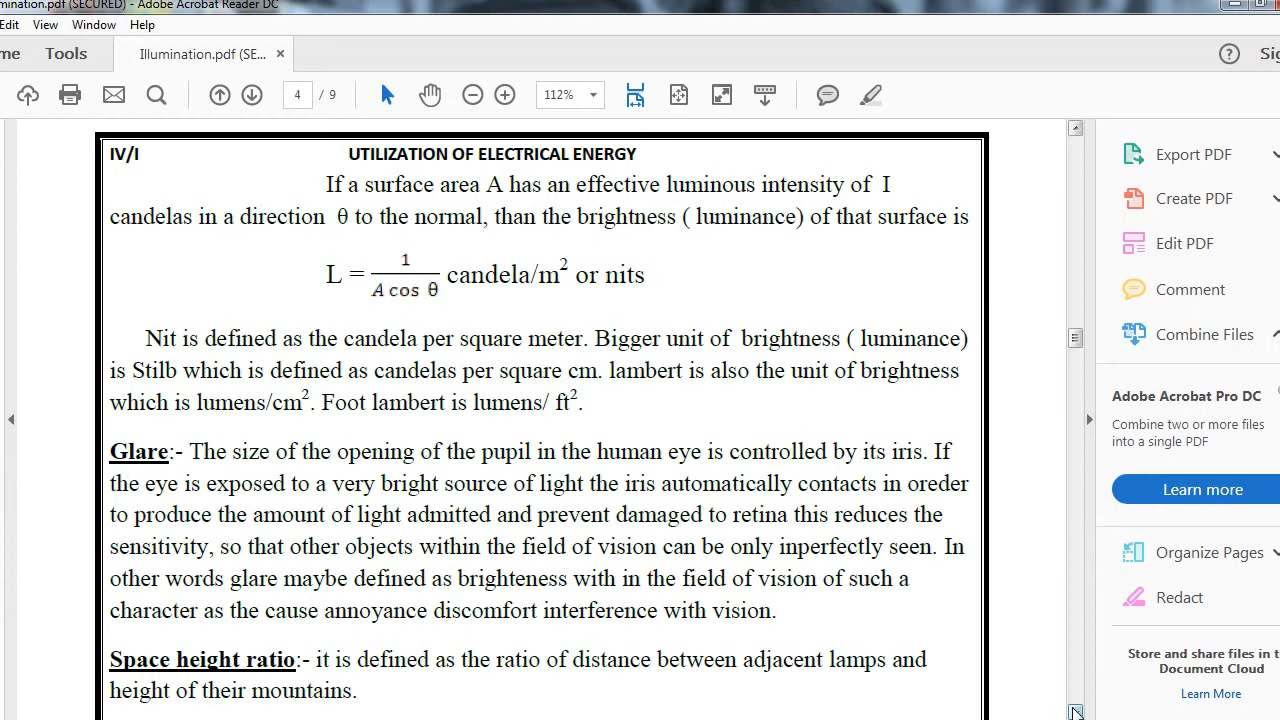 mination.pdf (SECURED) - Adobe Acrobat Reader DC
Edit View Window Help
me Tools Illumination.pdf (SE... × ? Sig
4 / 9 112%
IV/I UTILIZATION OF ELECTRICAL ENERGY
If a surface area A has an effective luminous intensity of I
candelas in a direction θ to the normal, than the brightness ( luminance) of that surface is
L = 1 / A cos θ candela/m² or nits
Nit is defined as the candela per square meter. Bigger unit of brightness ( luminance)
is Stilb which is defined as candelas per square cm. lambert is also the unit of brightness
which is lumens/cm². Foot lambert is lumens/ ft².
Glare:- The size of the opening of the pupil in the human eye is controlled by its iris. If
the eye is exposed to a very bright source of light the iris automatically contacts in oreder
to produce the amount of light admitted and prevent damaged to retina this reduces the
sensitivity, so that other objects within the field of vision can be only inperfectly seen. In
other words glare maybe defined as brighteness with in the field of vision of such a
character as the cause annoyance discomfort interference with vision.
Space height ratio:- it is defined as the ratio of distance between adjacent lamps and
height of their mountains.
Export PDF
Create PDF
Edit PDF
Comment
Combine Files
Adobe Acrobat Pro DC
Combine two or more files
into a single PDF
Learn more
Organize Pages
Redact
Store and share files in t
Document Cloud
Learn More